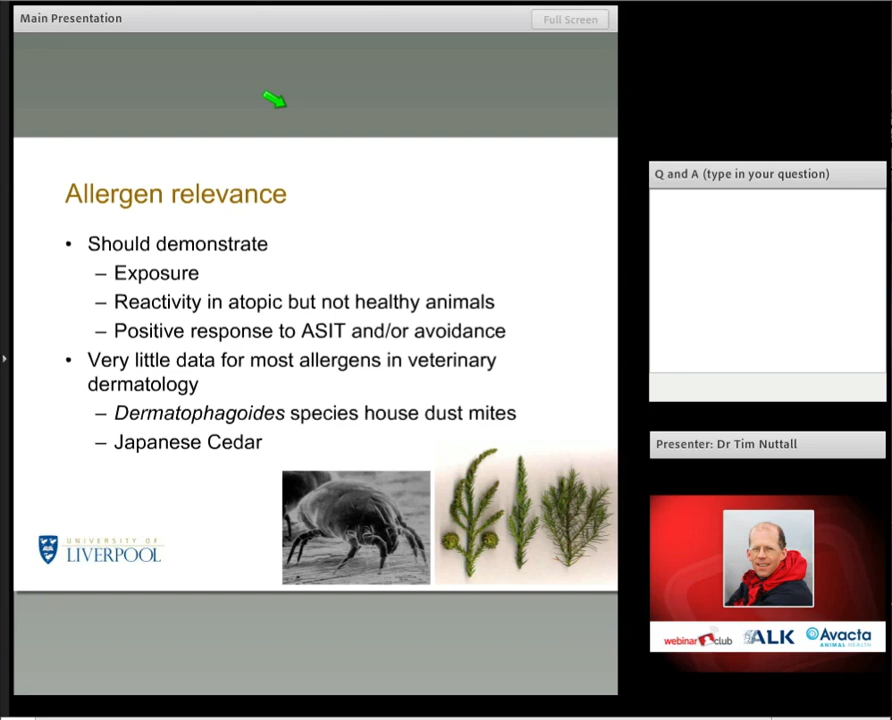 Main Presentation
Full Screen
Allergen relevance
• Should demonstrate
– Exposure
– Reactivity in atopic but not healthy animals
– Positive response to ASIT and/or avoidance
• Very little data for most allergens in veterinary
dermatology
– Dermatophagoides species house dust mites
– Japanese Cedar
UNIVERSITY OF
LIVERPOOL
Q and A (type in your question)
Presenter: Dr Tim Nuttall
webinar club
ALK
Avacta
ANIMAL HEALTH